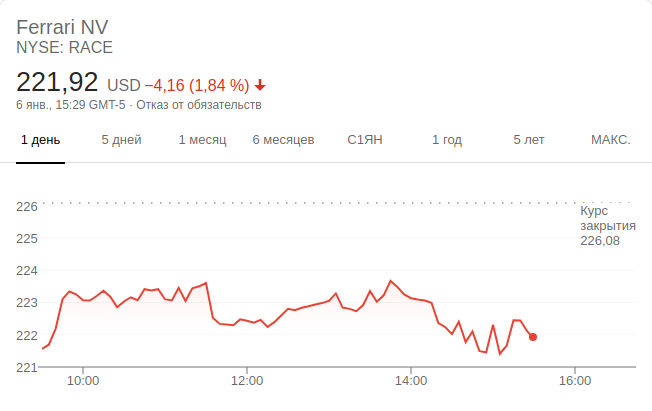 Ferrari NV
NYSE: RACE
221,92 USD −4,16 (1,84 %)
6 янв., 15:29 GMT-5 · Отказ от обязательств
1 день 5 дней 1 месяц 6 месяцев С1ЯН 1 год 5 лет МАКС.
226
Курс
закрытия
226,08
225
224
223
222
221
10:00 12:00 14:00 16:00